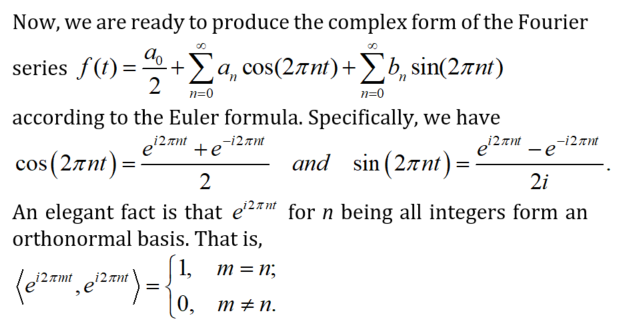 Now, we are ready to produce the complex form of the Fourier
series f(t) = a₀/2 + ∑_{n=0}^{∞} aₙ cos(2πnt) + ∑_{n=0}^{∞} bₙ sin(2πnt)
according to the Euler formula. Specifically, we have
cos(2πnt) = (e^{i2πnt} + e^{-i2πnt})/2 and sin(2πnt) = (e^{i2πnt} - e^{-i2πnt})/2i.
An elegant fact is that e^{i2πnt} for n being all integers form an
orthonormal basis. That is,
⟨e^{i2πmt}, e^{i2πnt}⟩ = { 1, m = n;
0, m ≠ n.